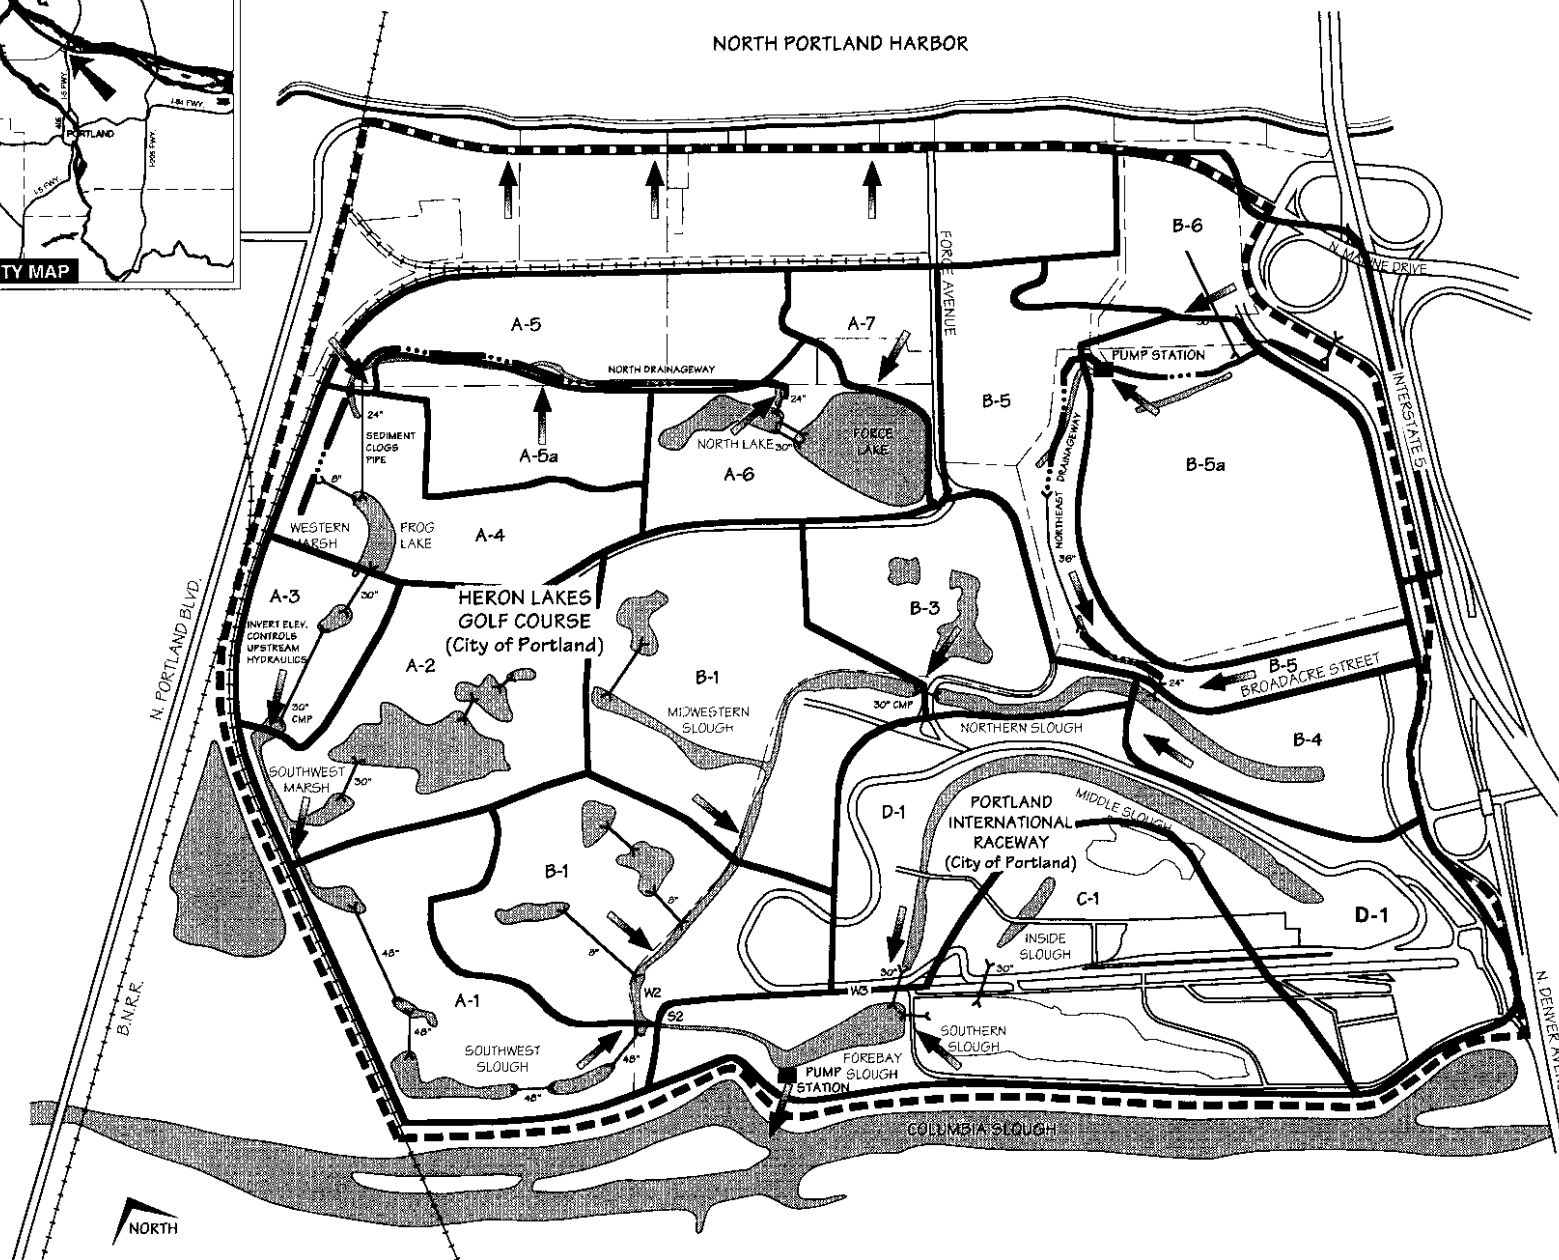 NORTH PORTLAND HARBOR
I-5 FWY.
I-84 FWY.
PORTLAND
I-205 FWY.
I-5 FWY.
TY MAP
B-6
N. MARINE DRIVE
FORCE AVENUE
A-5
A-7
30"
PUMP STATION
NORTH DRAINAGEWAY
INTERSTATE 5
24"
24"
B-5
SEDIMENT
CLOGS
PIPE
NORTH LAKE
30"
FORCE
LAKE
NORTHEAST DRAINAGEWAY
A-5a
A-6
B-5a
8"
WESTERN
MARSH
FROG
LAKE
A-4
36"
A-3
30"
HERON LAKES
GOLF COURSE
(City of Portland)
B-3
INVERT ELEV.
CONTROLS
UPSTREAM
HYDRAULICS
N. PORTLAND BLVD.
A-2
B-1
B-5
BROADACRE STREET
24"
30"
CMP
MIDWESTERN
SLOUGH
30" CMP
NORTHERN SLOUGH
B-4
SOUTHWEST
MARSH
30"
D-1
PORTLAND
INTERNATIONAL
RACEWAY
(City of Portland)
MIDDLE SLOUGH
B-1
8"
C-1
D-1
8"
INSIDE
SLOUGH
48"
30"
30"
A-1
W2
W3
B.N.R.R.
N. DENVER AVE
S2
48"
SOUTHERN
SLOUGH
SOUTHWEST
SLOUGH
48"
FOREBAY
SLOUGH
PUMP
STATION
48"
COLUMBIA SLOUGH
NORTH